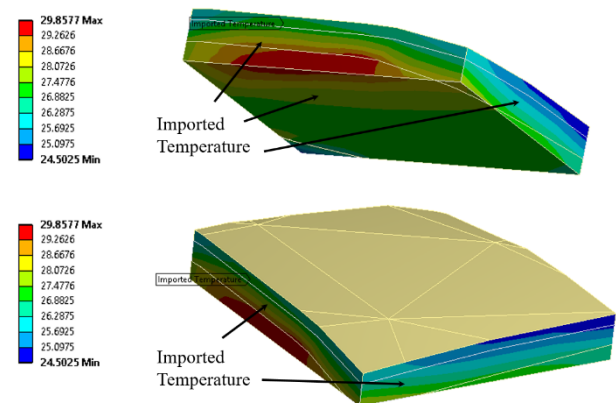 29.8577 Max
29.2626
28.6676
28.0726
27.4776
26.8825
26.2875
25.6925
25.0975
24.5025 Min
Imported Temperature
Imported
Temperature
29.8577 Max
29.2626
28.6676
28.0726
27.4776
26.8825
26.2875
25.6925
25.0975
24.5025 Min
Imported Temperature
Imported
Temperature